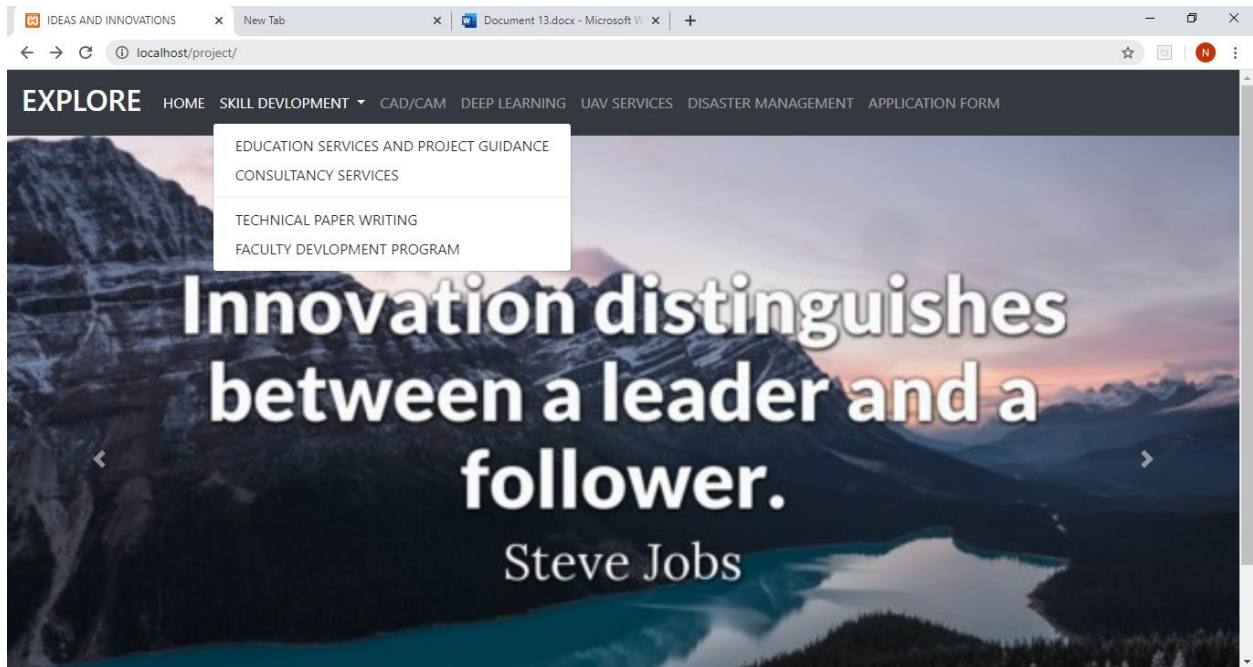 IDEAS AND INNOVATIONS
New Tab
Document 13.docx - Microsoft W
localhost/project/
N
EXPLORE HOME SKILL DEVLOPMENT CAD/CAM DEEP LEARNING UAV SERVICES DISASTER MANAGEMENT APPLICATION FORM
EDUCATION SERVICES AND PROJECT GUIDANCE
CONSULTANCY SERVICES
TECHNICAL PAPER WRITING
FACULTY DEVLOPMENT PROGRAM
Innovation distinguishes
between a leader and a
follower.
Steve Jobs